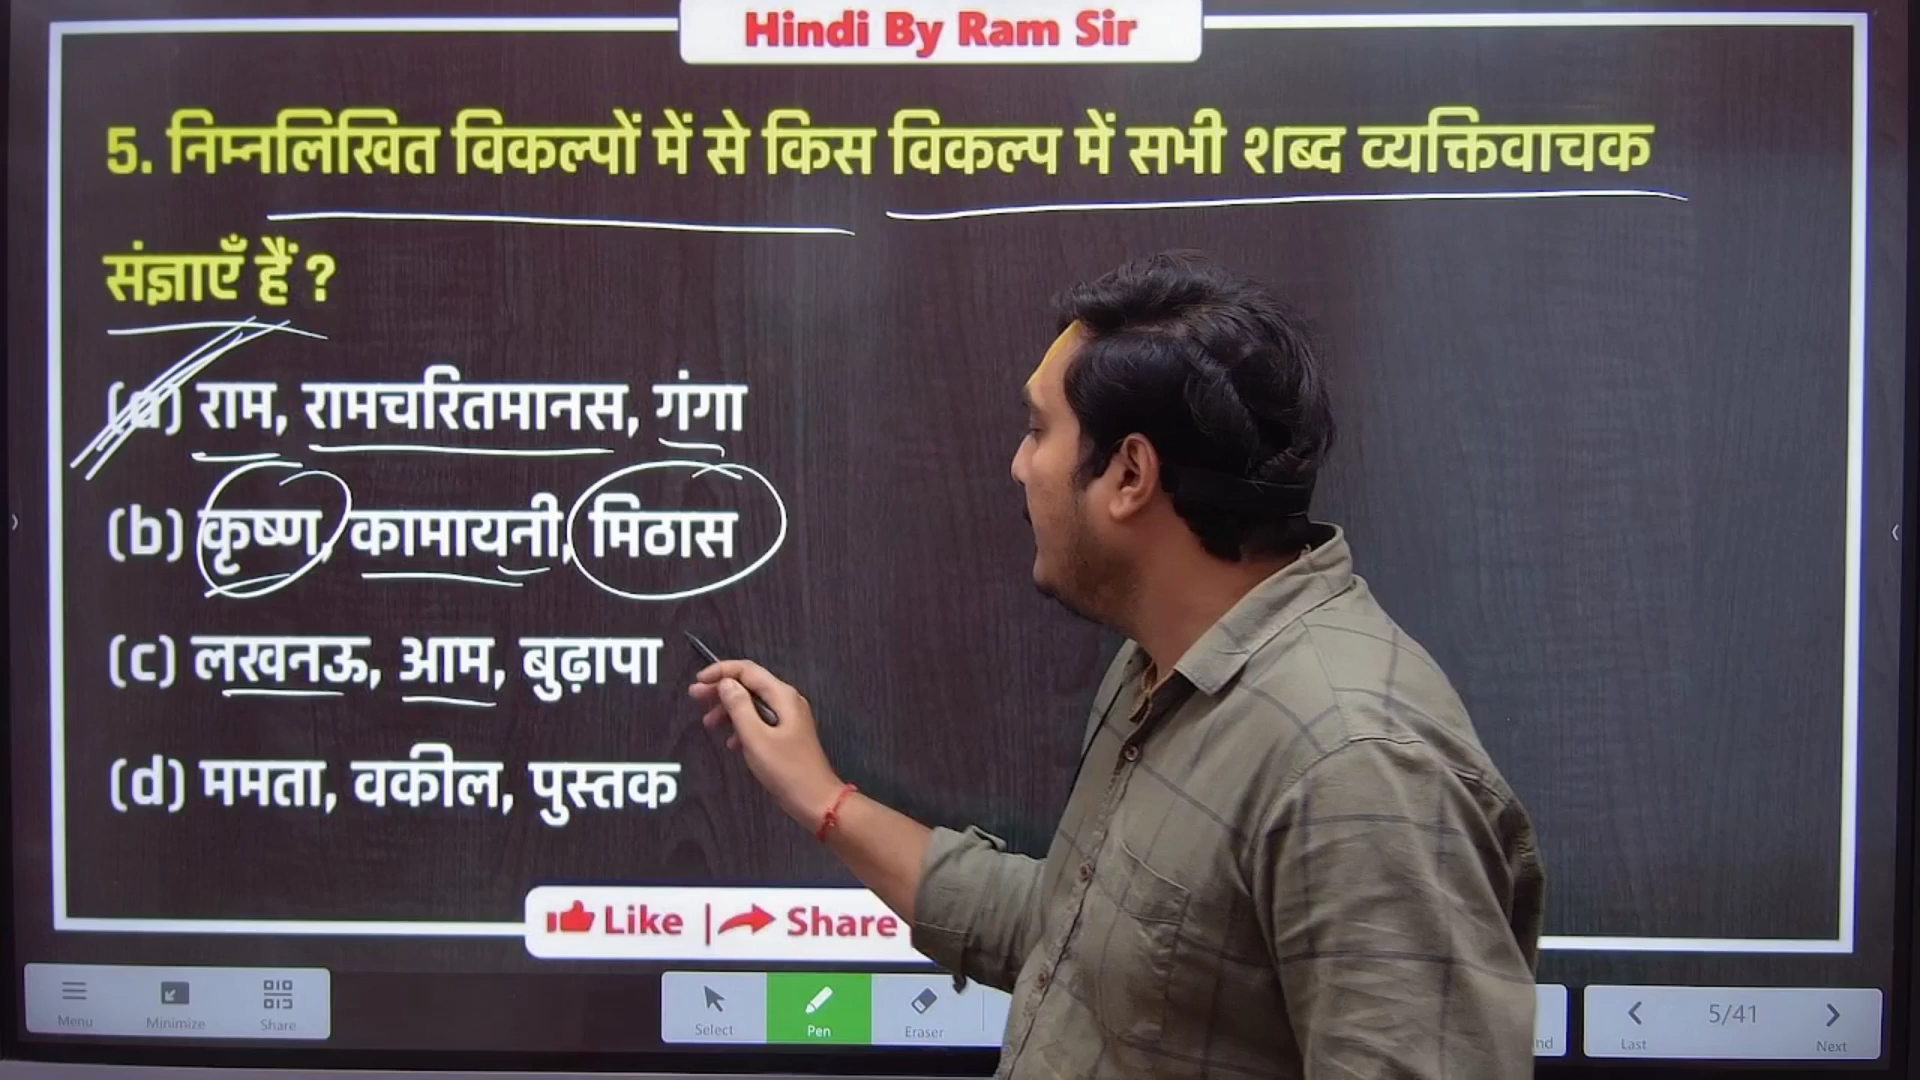 Hindi By Ram Sir
5. निम्नलिखित विकल्पों में से किस विकल्प में सभी शब्द व्यक्तिवाचक
संज्ञाएँ हैं ?
(a) राम, रामचरितमानस, गंगा
(b) कृष्ण, कामायनी, मिठास
(c) लखनऊ, आम, बुढ़ापा
(d) ममता, वकील, पुस्तक
Like | Share
Menu Minimize Share Select Pen Eraser Last 5/41 Next